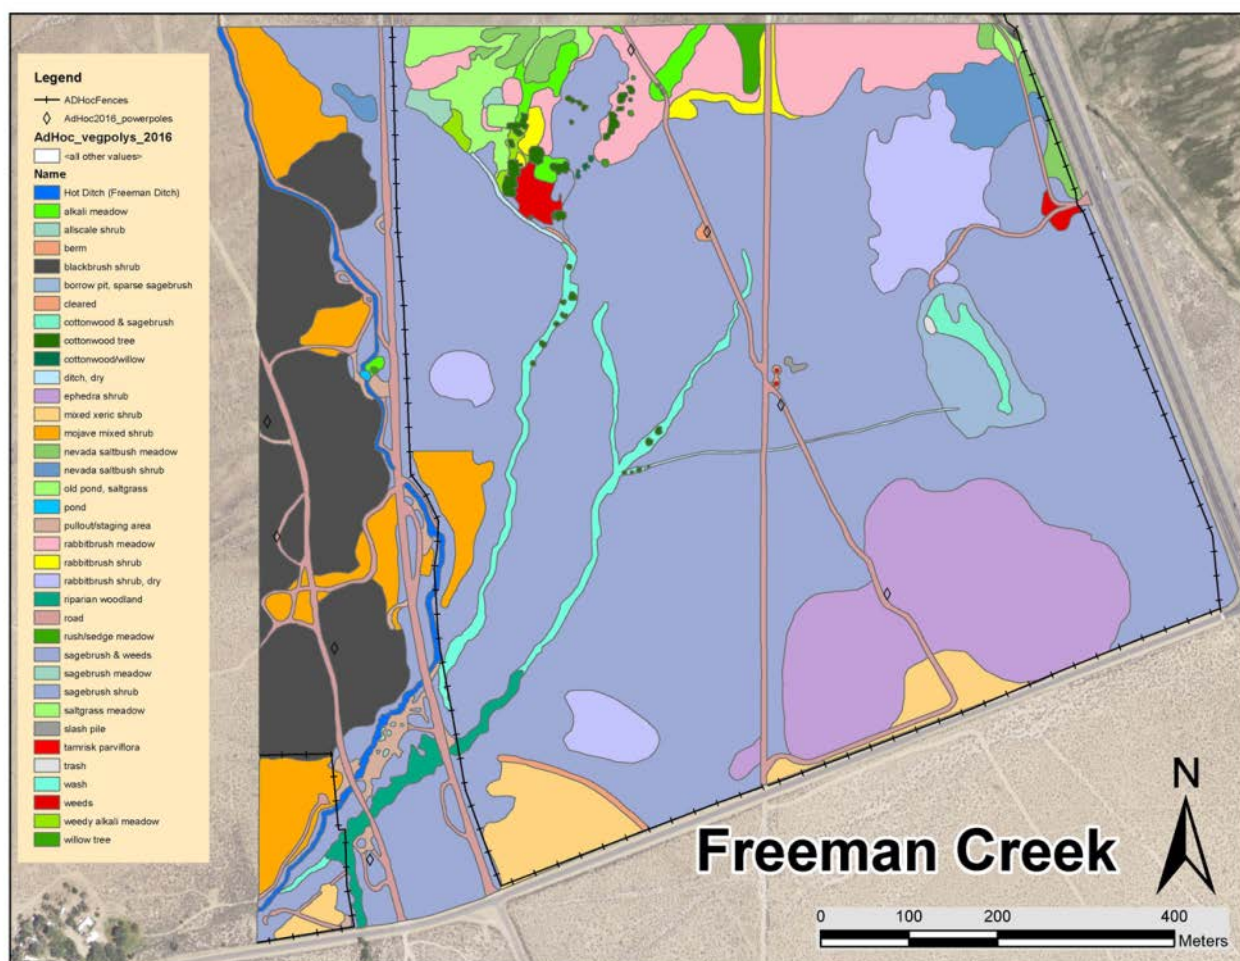 Legend
ADHocFences
AdHoc2016_powerpoles
AdHoc_vegpolys_2016
<all other values>
Name
Hot Ditch (Freeman Ditch)
alkali meadow
allscale shrub
berm
blackbrush shrub
borrow pit, sparse sagebrush
cleared
cottonwood & sagebrush
cottonwood tree
cottonwood/willow
ditch, dry
ephedra shrub
mixed xeric shrub
mojave mixed shrub
nevada saltbush meadow
nevada saltbush shrub
old pond, saltgrass
pond
pullout/staging area
rabbitbrush meadow
rabbitbrush shrub
rabbitbrush shrub, dry
riparian woodland
road
rush/sedge meadow
sagebrush & weeds
sagebrush meadow
sagebrush shrub
saltgrass meadow
slash pile
tamrisk parviflora
trash
wash
weeds
weedy alkali meadow
willow tree
N
Freeman Creek
0 100 200 400
Meters